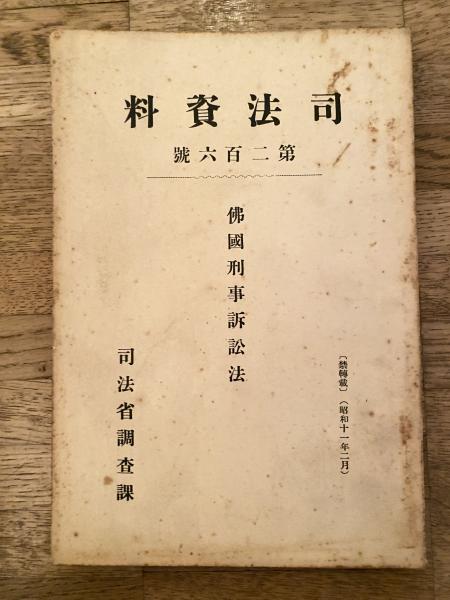 司法資料
第二百六號
佛國刑事訴訟法
〔禁轉載〕（昭和十一年二月）
司法省調查課